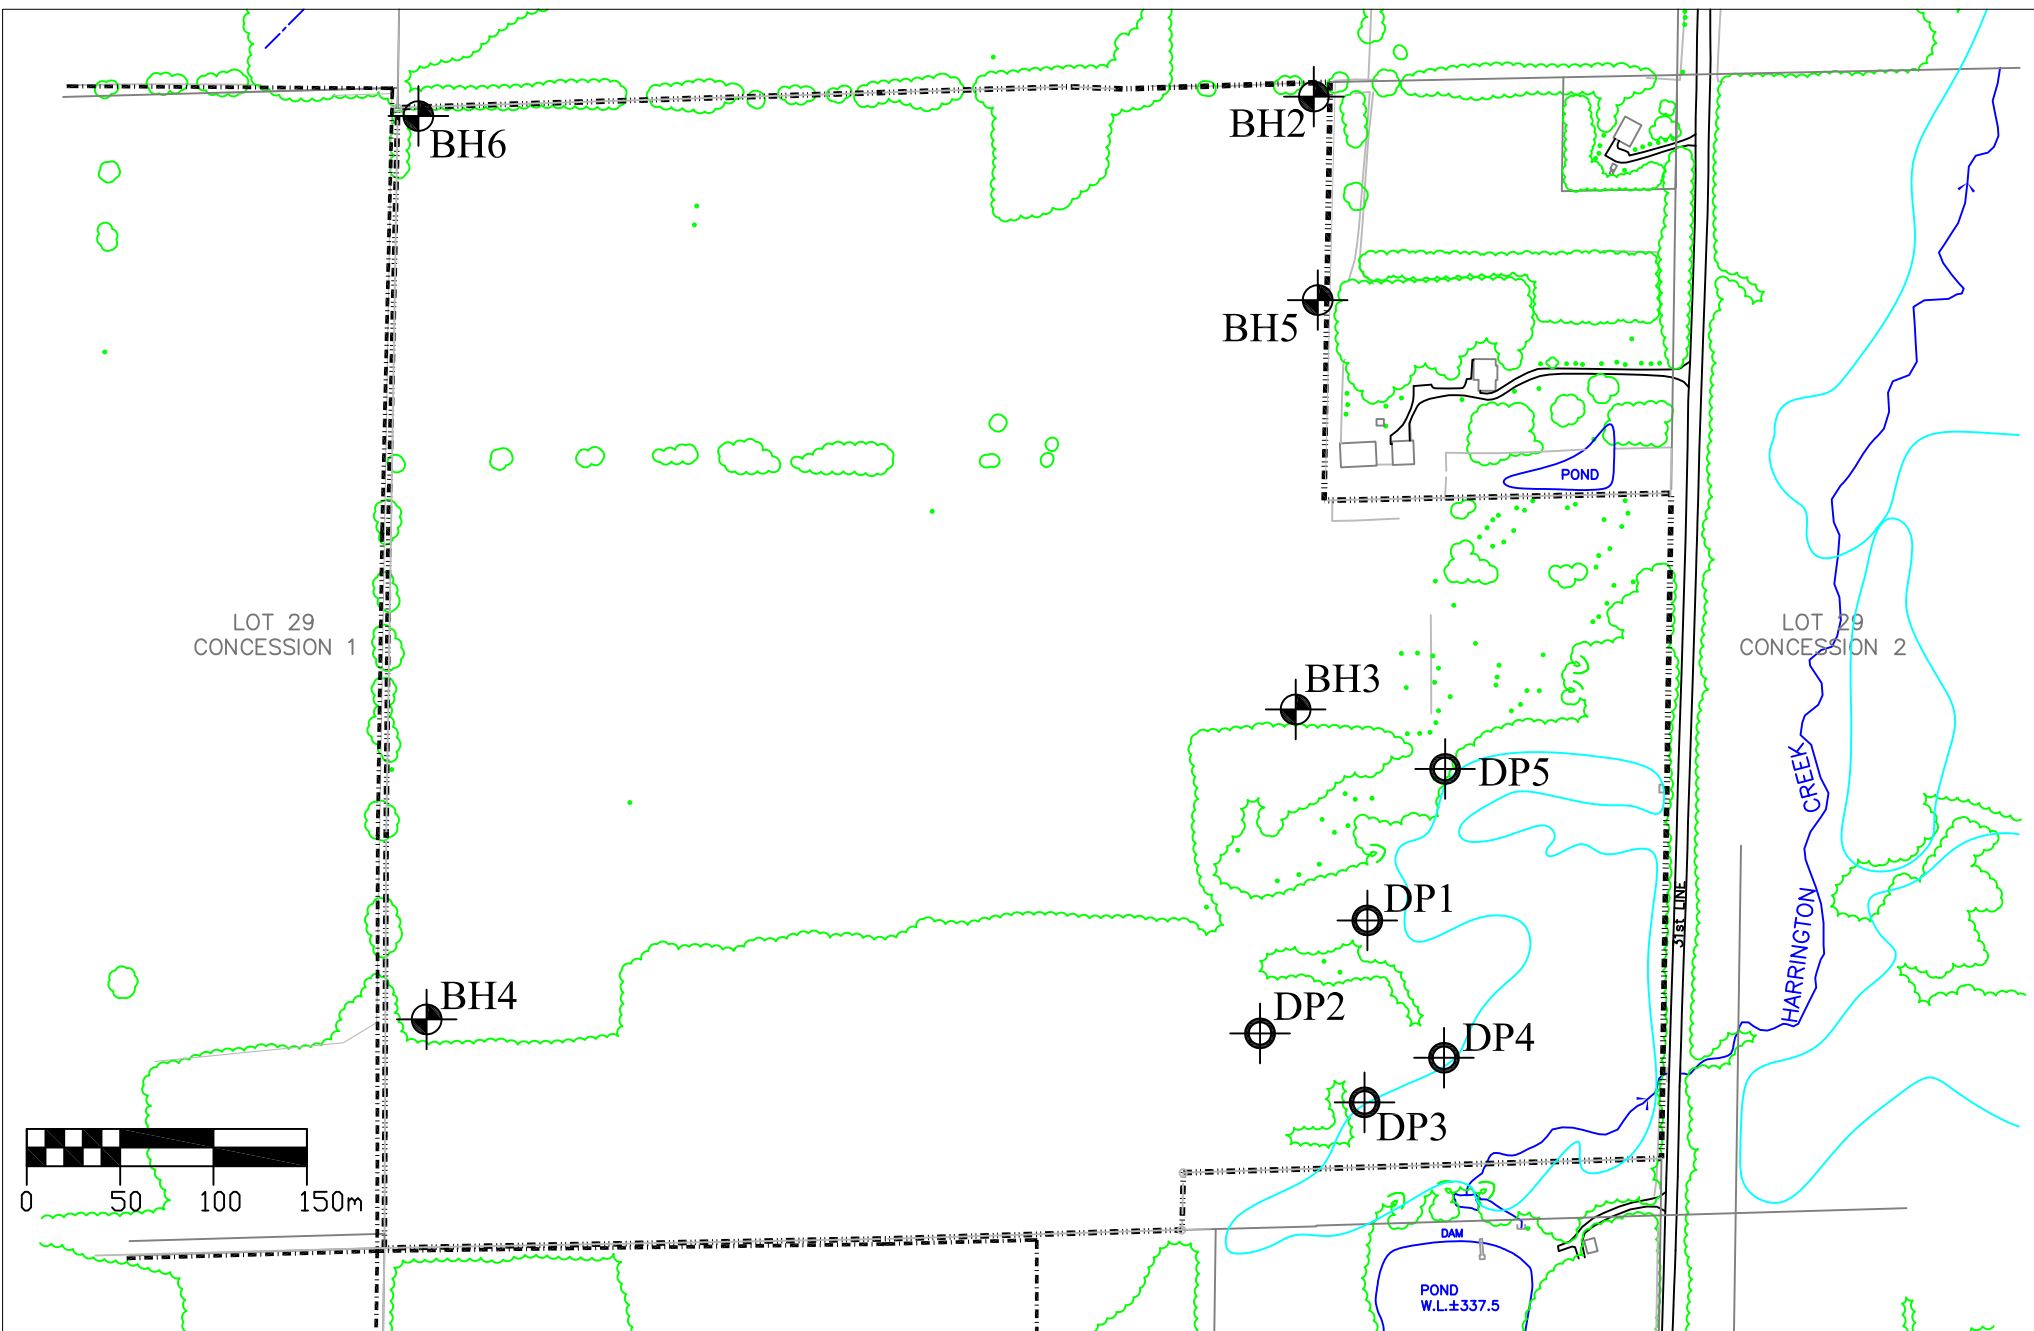 BH6
BH2
BH5
POND
LOT 29
CONCESSION 1
LOT 29
CONCESSION 2
BH3
DP5
HARRINGTON CREEK
DP1
31st LINE
BH4
DP2
DP4
DP3
0 50 100 150m
DAM
POND
W.L.±337.5